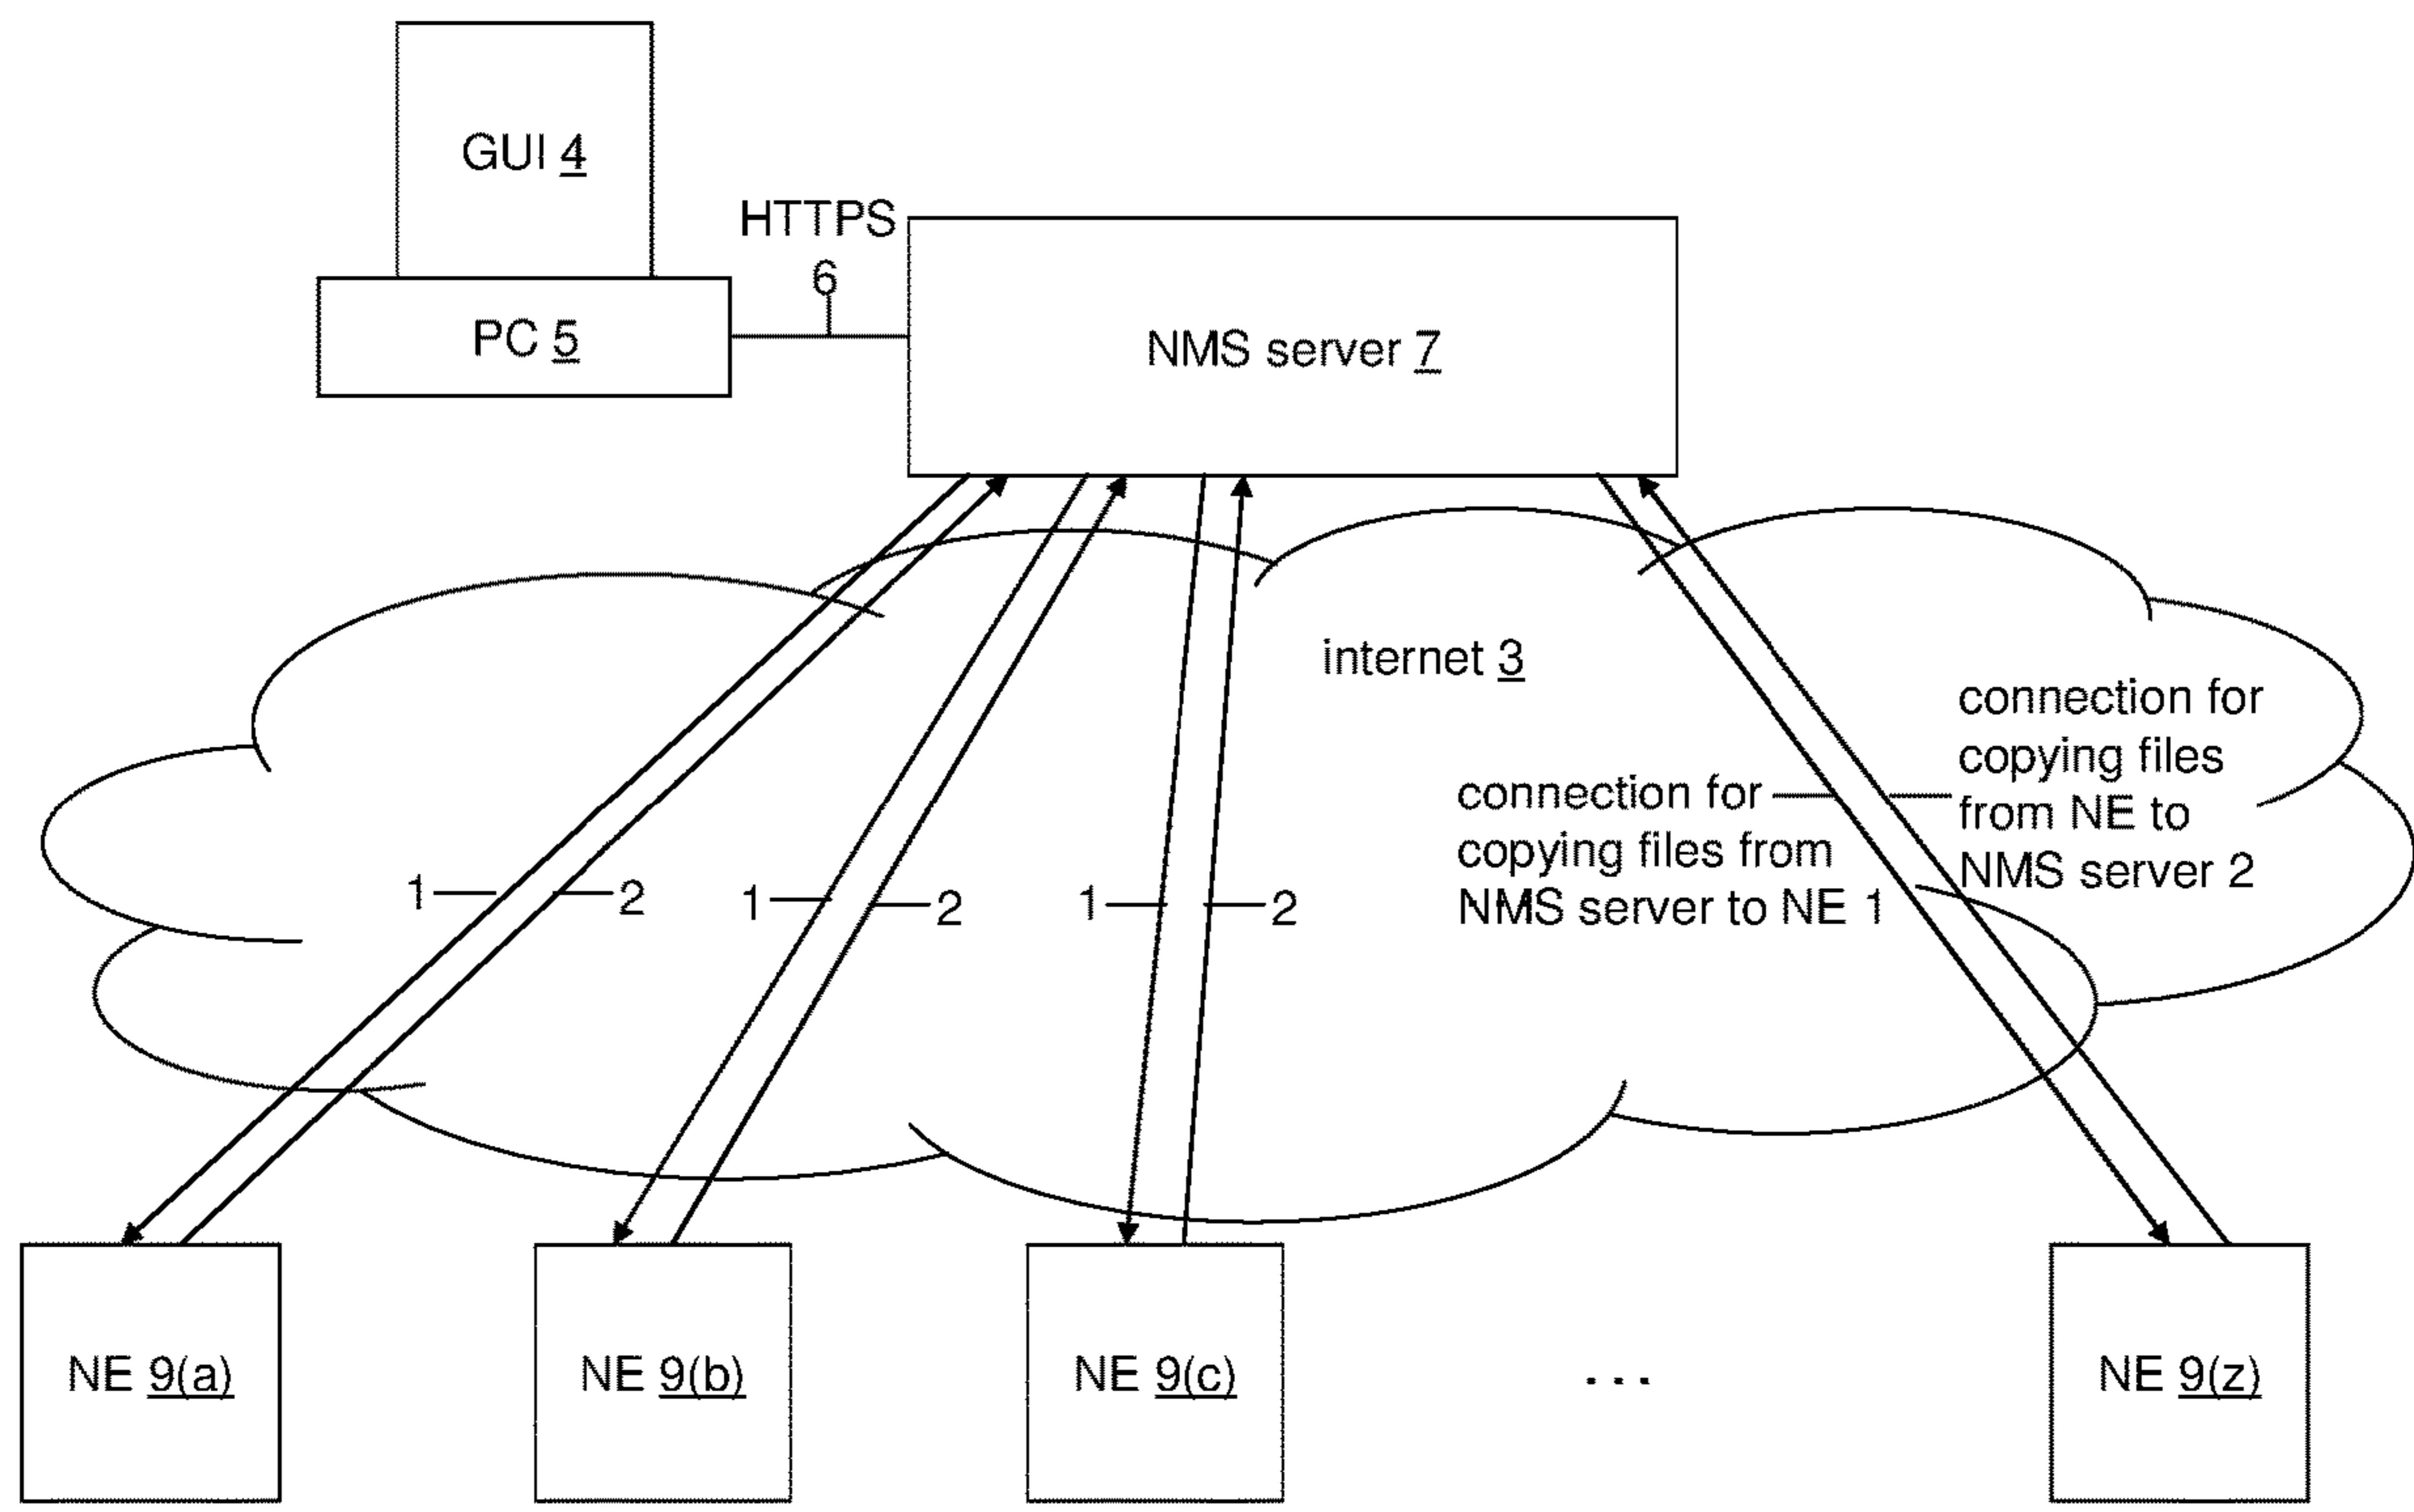 GUI 4
HTTPS
6
PC 5
NMS server 7
internet 3
connection for
copying files
from NE to
NMS server 2
connection for
copying files from
NMS server to NE 1
1
2
1
2
1
2
NE 9(a)
NE 9(b)
NE 9(c)
...
NE 9(z)